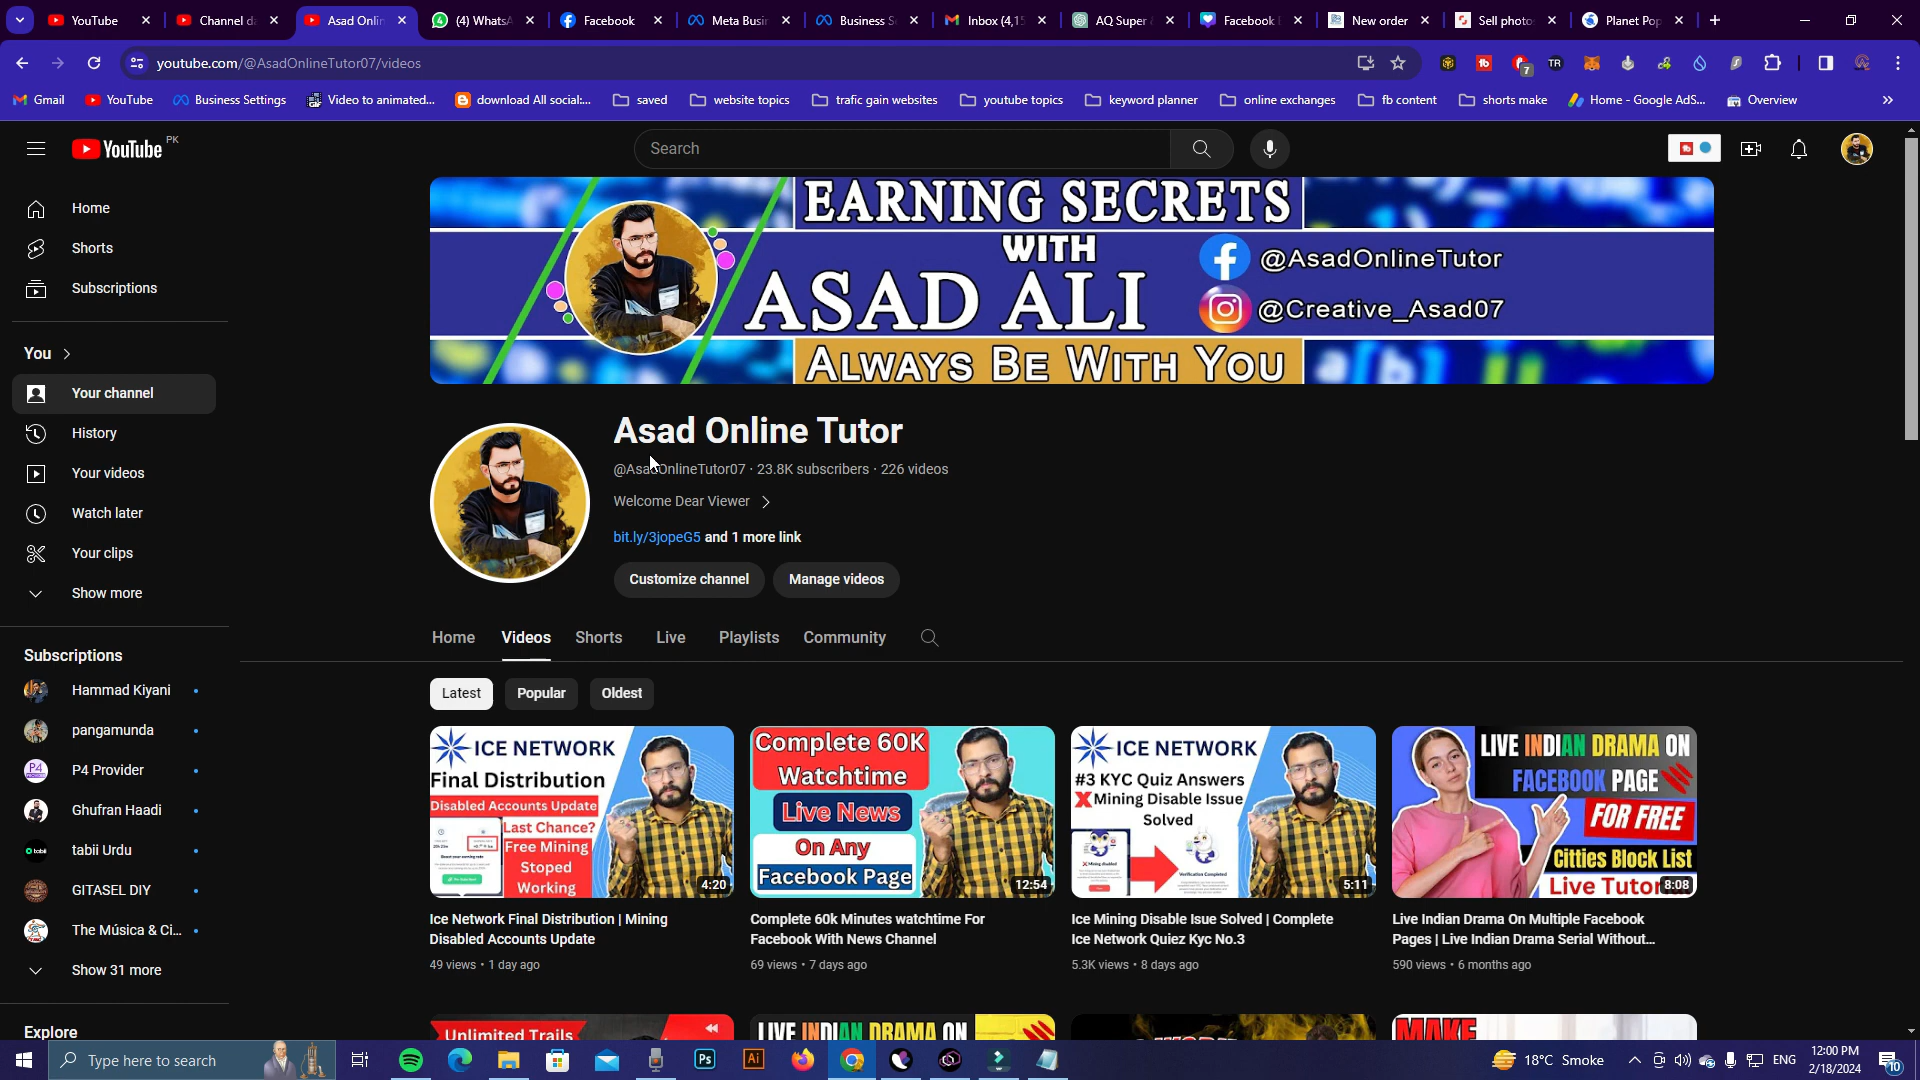 YouTube
Channel da
Asad Onlin
(4) WhatsA
Facebook
Meta Busin
Business S
Inbox (4,15
AQ Super
Facebook
New order
Sell photo
Planet Pop
youtube.com/@AsadOnlineTutor07/videos
Gmail
YouTube
Business Settings
Video to animated...
download All social:...
saved
website topics
trafic gain websites
youtube topics
keyword planner
online exchanges
fb content
shorts make
Home - Google AdS...
Overview
YouTube PK
Search
Home
Shorts
Subscriptions
You
Your channel
History
Your videos
Watch later
Your clips
Show more
Subscriptions
Hammad Kiyani
pangamunda
P4 Provider
Ghufran Haadi
tabii Urdu
GITASEL DIY
The Música & Ci...
Show 31 more
Explore
EARNING SECRETS
WITH
ASAD ALI
@AsadOnlineTutor
@Creative_Asad07
ALWAYS BE WITH YOU
Asad Online Tutor
@AsadOnlineTutor07 · 23.8K subscribers · 226 videos
Welcome Dear Viewer
bit.ly/3jopeG5 and 1 more link
Customize channel
Manage videos
Home
Videos
Shorts
Live
Playlists
Community
Latest
Popular
Oldest
ICE NETWORK
Final Distribution
Disabled Accounts Update
Last Chance?
Free Mining
Stoped
Working
4:20
Ice Network Final Distribution | Mining
Disabled Accounts Update
49 views • 1 day ago
Complete 60K
Watchtime
Live News
On Any
Facebook Page
12:54
Complete 60k Minutes watchtime For
Facebook With News Channel
69 views • 7 days ago
ICE NETWORK
#3 KYC Quiz Answers
Mining Disable Issue
Solved
5:11
Ice Mining Disable Isue Solved | Complete
Ice Network Quiez Kyc No.3
5.3K views • 8 days ago
LIVE INDIAN DRAMA ON
FACEBOOK PAGE
FOR FREE
Citties Block List
Live Tutor
8:08
Live Indian Drama On Multiple Facebook
Pages | Live Indian Drama Serial Without...
590 views • 6 months ago
Unlimited Trails
LIVE INDIAN DRAMA ON
MAKE
Type here to search
18°C Smoke
ENG
12:00 PM
2/18/2024
10